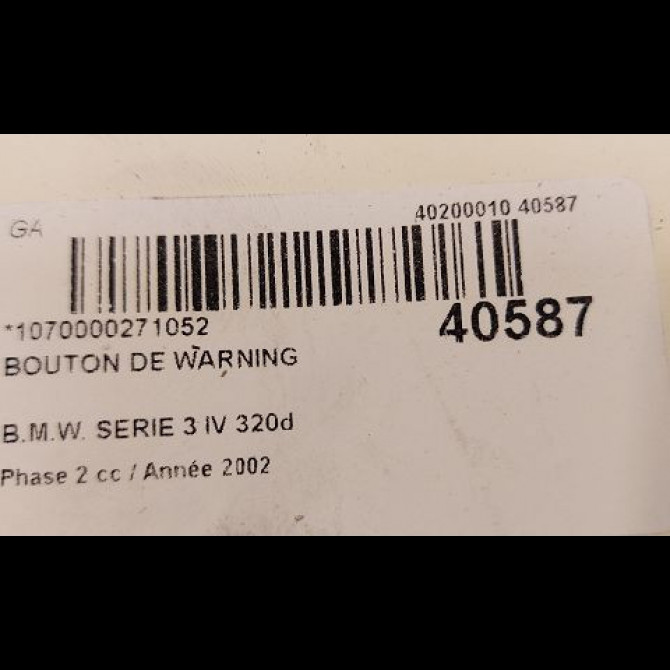 GA
40200010 40587
*1070000271052
40587
BOUTON DE WARNING
B.M.W. SERIE 3 IV 320d
Phase 2 cc / Année 2002